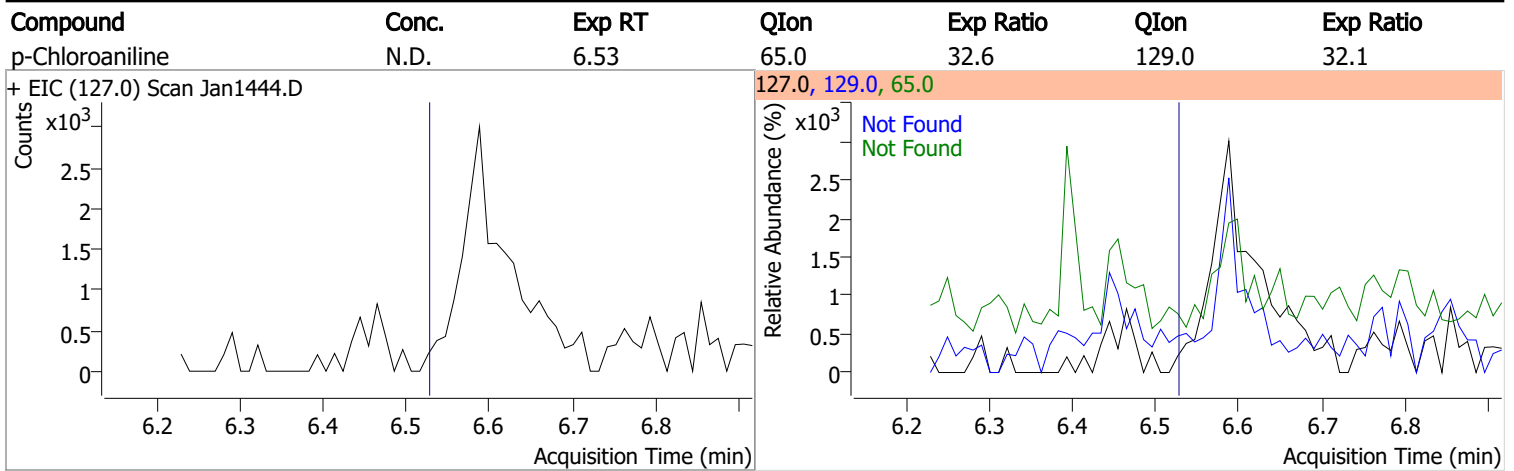 Compound Conc. Exp RT QIon Exp Ratio QIon Exp Ratio
p-Chloroaniline N.D. 6.53 65.0 32.6 129.0 32.1
+ EIC (127.0) Scan Jan1444.D
Counts
x10³
2.5
2
1.5
1
0.5
0
6.2 6.3 6.4 6.5 6.6 6.7 6.8
Acquisition Time (min)
127.0, 129.0, 65.0
Relative Abundance (%)
x10³
Not Found
Not Found
2.5
2
1.5
1
0.5
0
6.2 6.3 6.4 6.5 6.6 6.7 6.8
Acquisition Time (min)